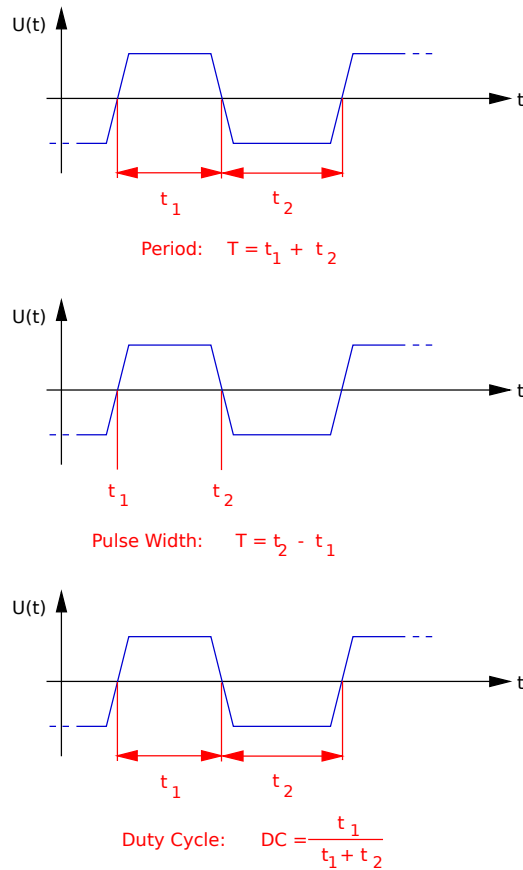 U(t)
t
t1 t2
Period: T = t1 + t2
U(t)
t
t1 t2
Pulse Width: T = t2 - t1
U(t)
t
t1 t2
Duty Cycle: DC = t1
t1 + t2